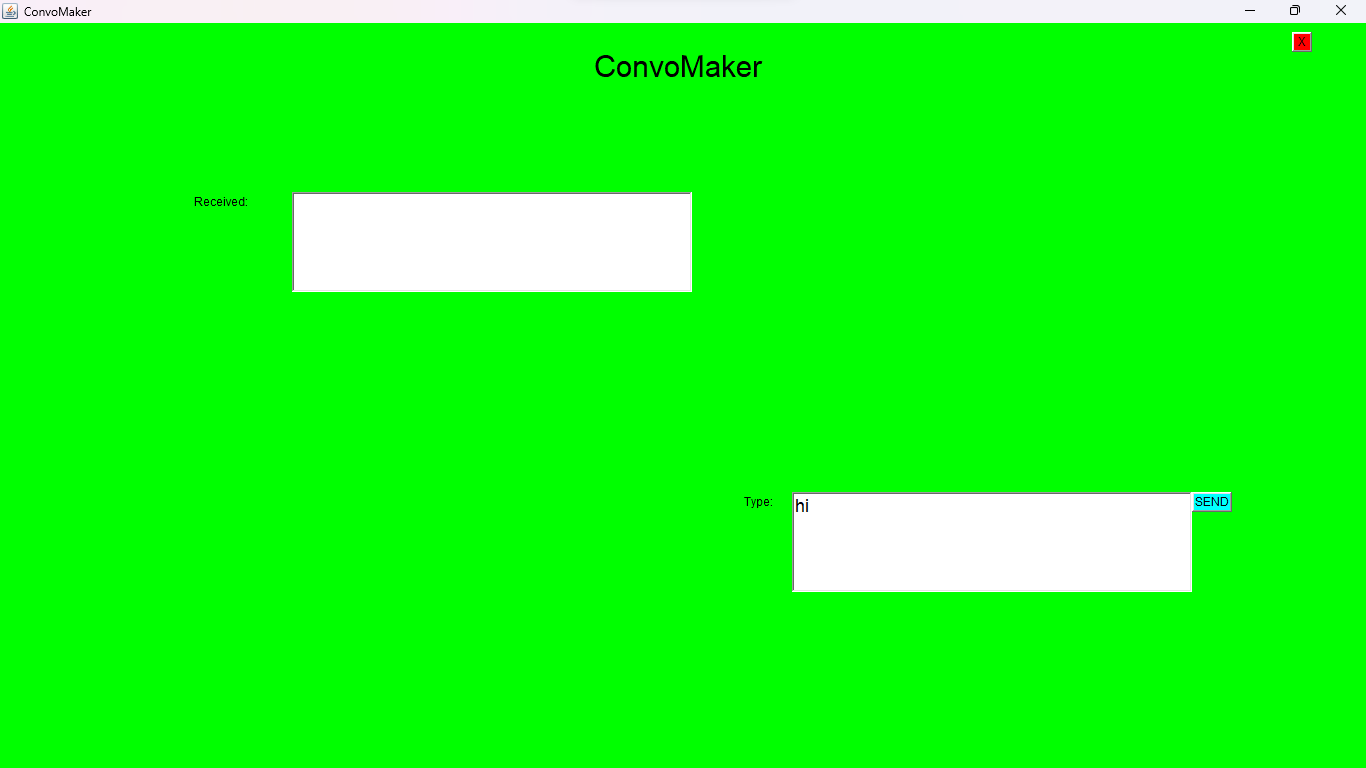 ConvoMaker
X
ConvoMaker
Received:
Type:
hi
SEND